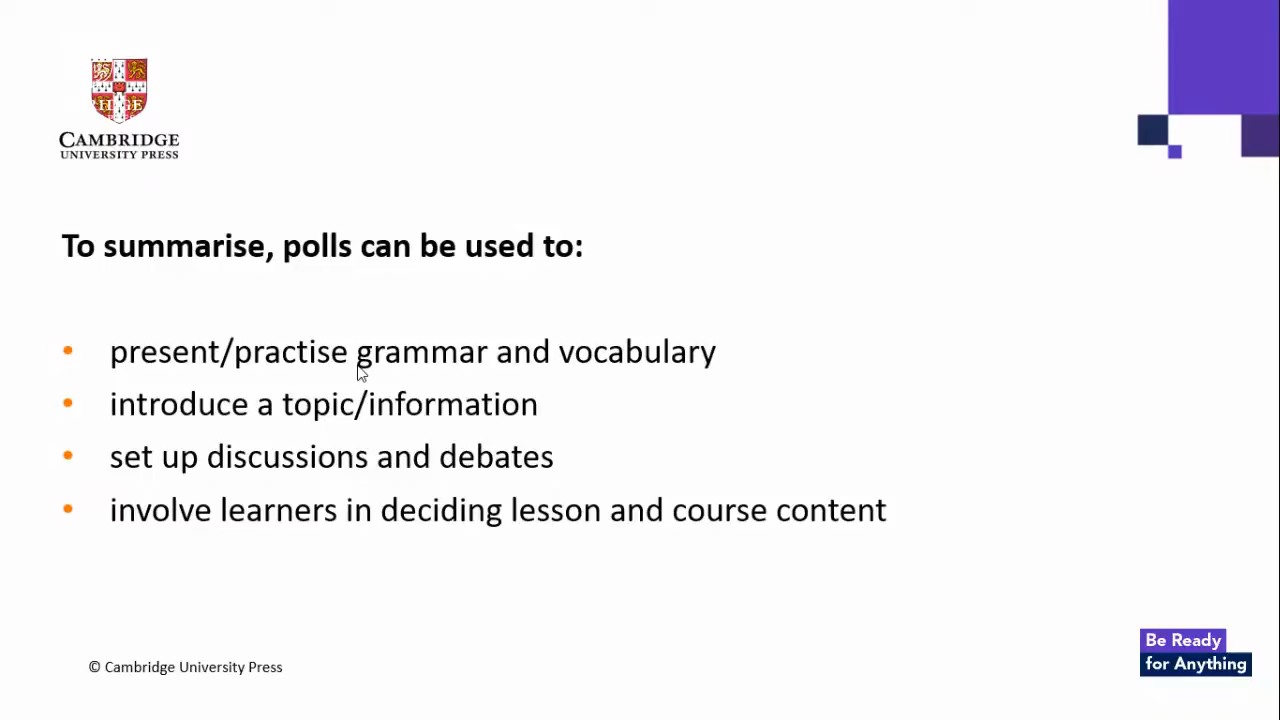 CAMBRIDGE
UNIVERSITY PRESS
To summarise, polls can be used to:
• present/practise grammar and vocabulary
• introduce a topic/information
• set up discussions and debates
• involve learners in deciding lesson and course content
© Cambridge University Press
Be Ready
for Anything